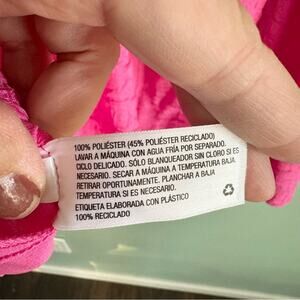 100% POLIÉSTER (45% POLIÉSTER RECICLADO)
LAVAR A MÁQUINA CON AGUA FRÍA POR SEPARADO.
CICLO DELICADO. SÓLO BLANQUEADOR SIN CLORO SI ES
NECESARIO. SECAR A MÁQUINA A TEMPERATURA BAJA.
RETIRAR OPORTUNAMENTE. PLANCHAR A BAJA
TEMPERATURA SI ES NECESARIO.
ETIQUETA ELABORADA CON PLÁSTICO
100% RECICLADO